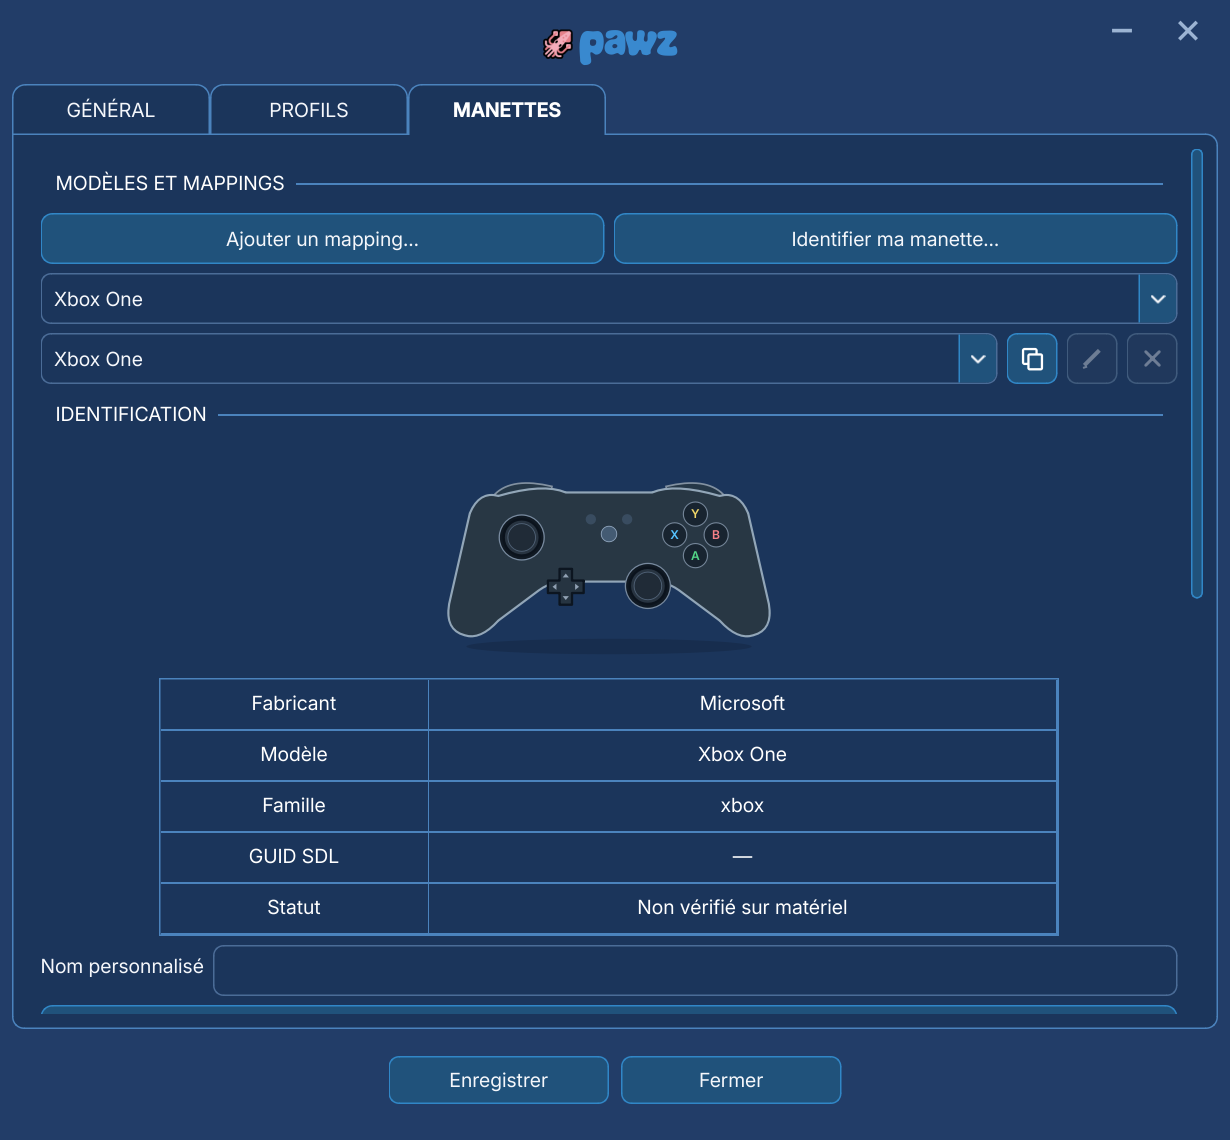 pawz
GÉNÉRAL
PROFILS
MANETTES
MODÈLES ET MAPPINGS
Ajouter un mapping...
Identifier ma manette...
Xbox One
Xbox One
IDENTIFICATION
Y
X
B
A
Fabricant
Microsoft
Modèle
Xbox One
Famille
xbox
GUID SDL
—
Statut
Non vérifié sur matériel
Nom personnalisé
Enregistrer
Fermer